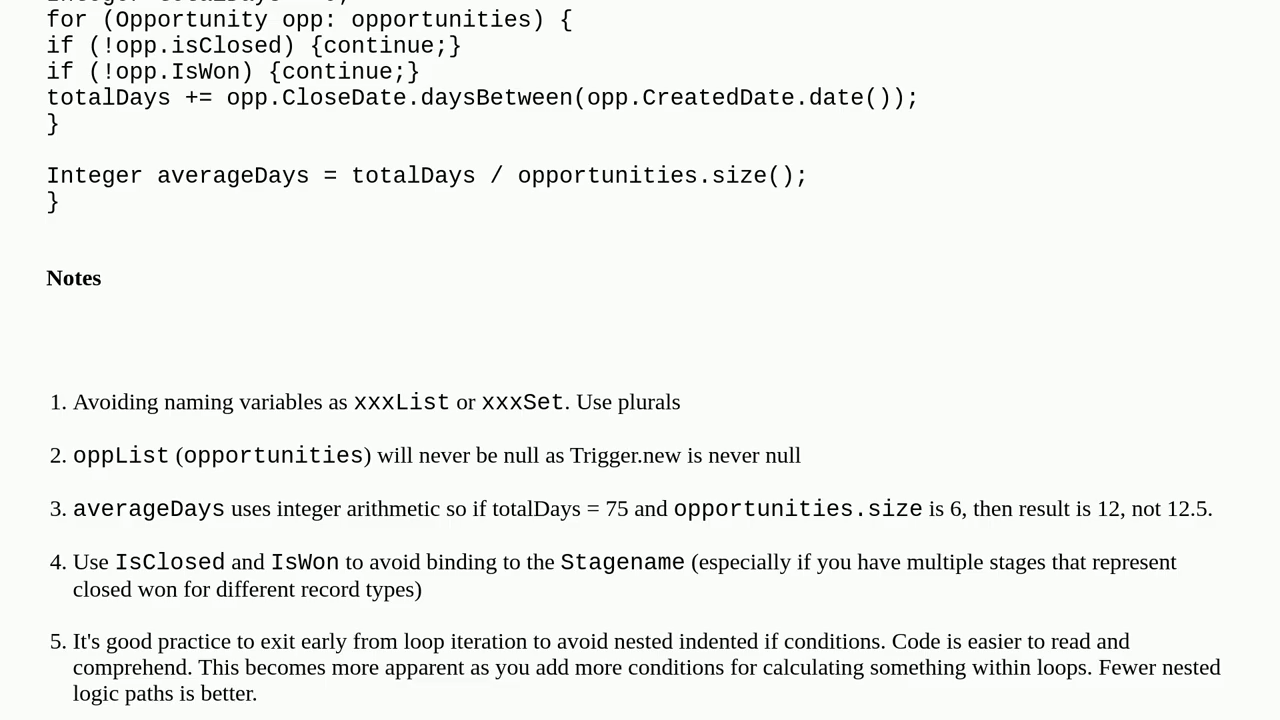 for (Opportunity opp: opportunities) {
if (!opp.isClosed) {continue;}
if (!opp.IsWon) {continue;}
totalDays += opp.CloseDate.daysBetween(opp.CreatedDate.date());
}
Integer averageDays = totalDays / opportunities.size();
}
Notes
1. Avoiding naming variables as xxxList or xxxSet. Use plurals
2. oppList (opportunities) will never be null as Trigger.new is never null
3. averageDays uses integer arithmetic so if totalDays = 75 and opportunities.size is 6, then result is 12, not 12.5.
4. Use IsClosed and IsWon to avoid binding to the Stagename (especially if you have multiple stages that represent
closed won for different record types)
5. It's good practice to exit early from loop iteration to avoid nested indented if conditions. Code is easier to read and
comprehend. This becomes more apparent as you add more conditions for calculating something within loops. Fewer nested
logic paths is better.